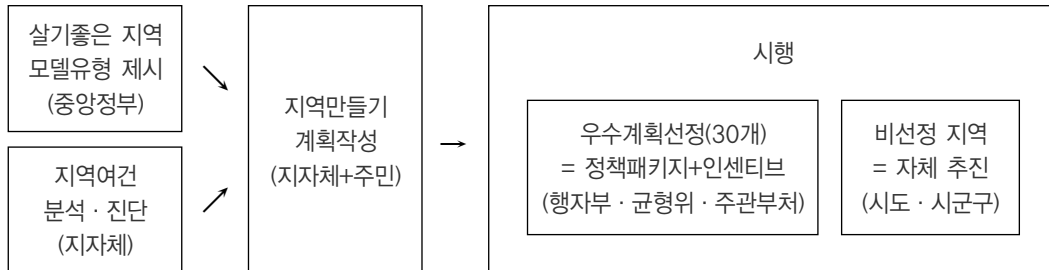 살기좋은 지역
모델유형 제시
(중앙정부)
지역여건
분석 · 진단
(지자체)
지역만들기
계획작성
(지자체+주민)
시행
우수계획선정(30개)
= 정책패키지+인센티브
(행자부 · 균형위 · 주관부처)
비선정 지역
= 자체 추진
(시도 · 시군구)